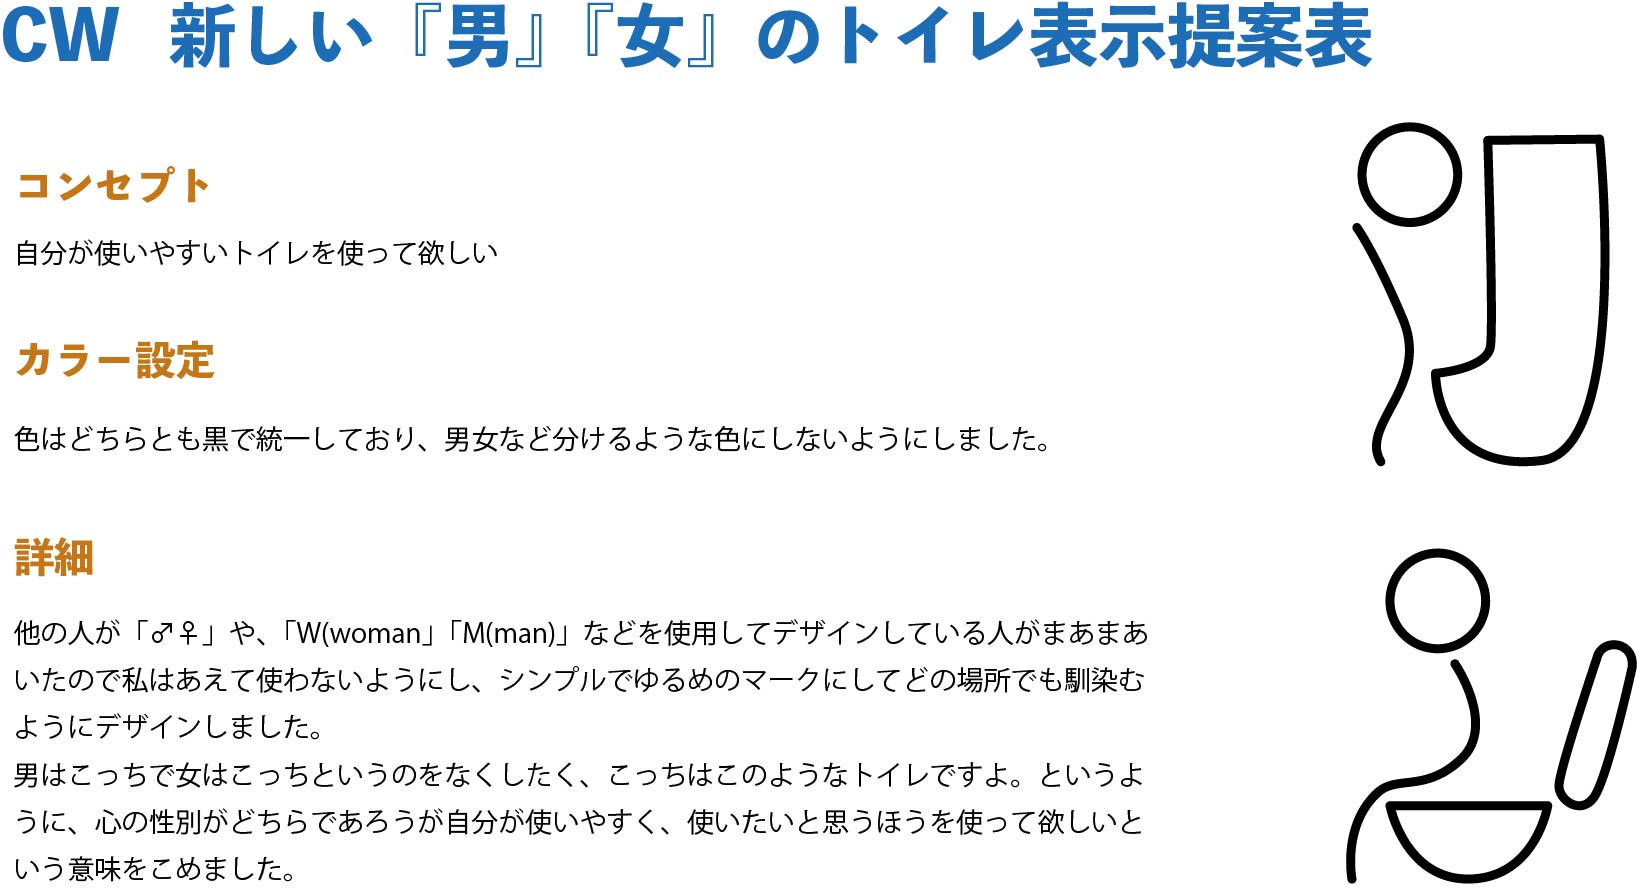 CW 新しい『男』『女』のトイレ表示提案表
コンセプト
自分が使いやすいトイレを使って欲しい
カラー設定
色はどちらとも黒で統一しており、男女など分けるような色にしないようにしました。
詳細
他の人が「♂♀」や、「W(woman」「M(man)」などを使用してデザインしている人がまあまあ
いたので私はあえて使わないようにし、シンプルでゆるめのマークにしてどの場所でも馴染む
ようにデザインしました。
男はこっちで女はこっちというのをなくしたく、こっちはこのようなトイレですよ。というよ
うに、心の性別がどちらであろうが自分が使いやすく、使いたいと思うほうを使って欲しいと
いう意味をこめました。